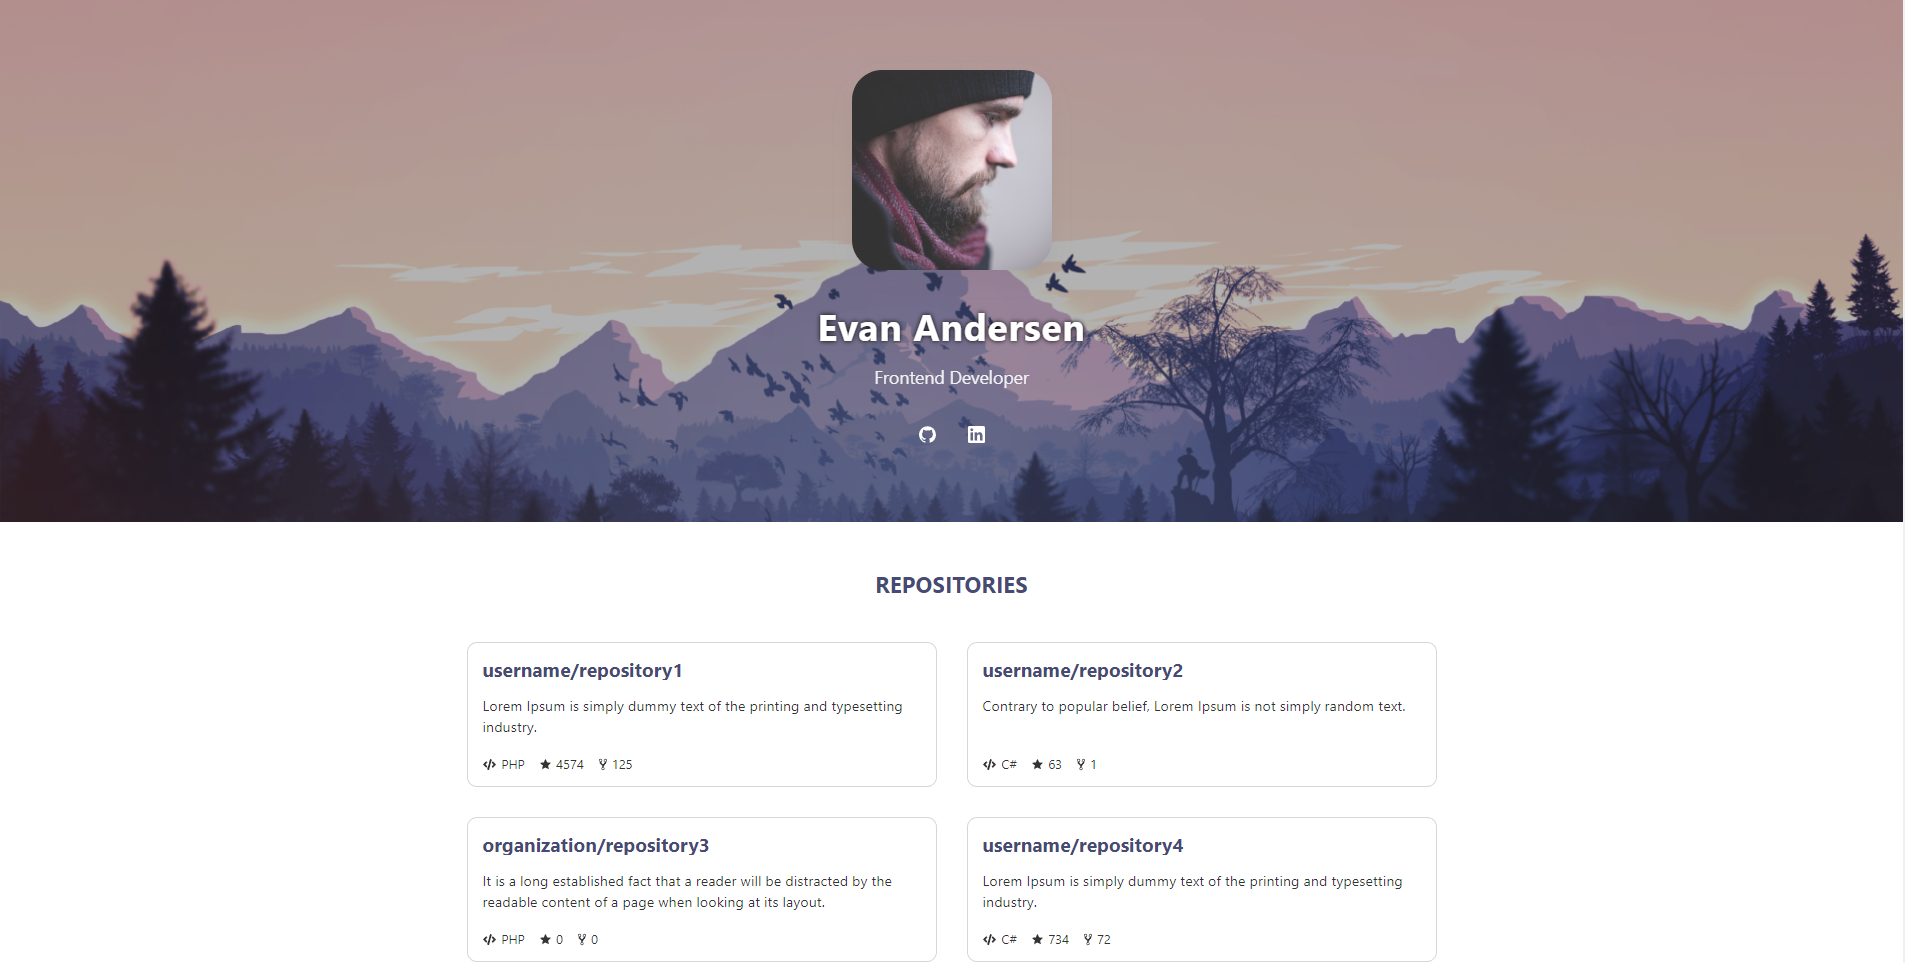 Evan Andersen
Frontend Developer
in
REPOSITORIES
username/repository1
Lorem Ipsum is simply dummy text of the printing and typesetting
industry.
PHP 4574 125
username/repository2
Contrary to popular belief, Lorem Ipsum is not simply random text.
C# 63 1
organization/repository3
It is a long established fact that a reader will be distracted by the
readable content of a page when looking at its layout.
PHP 0 0
username/repository4
Lorem Ipsum is simply dummy text of the printing and typesetting
industry.
C# 734 72